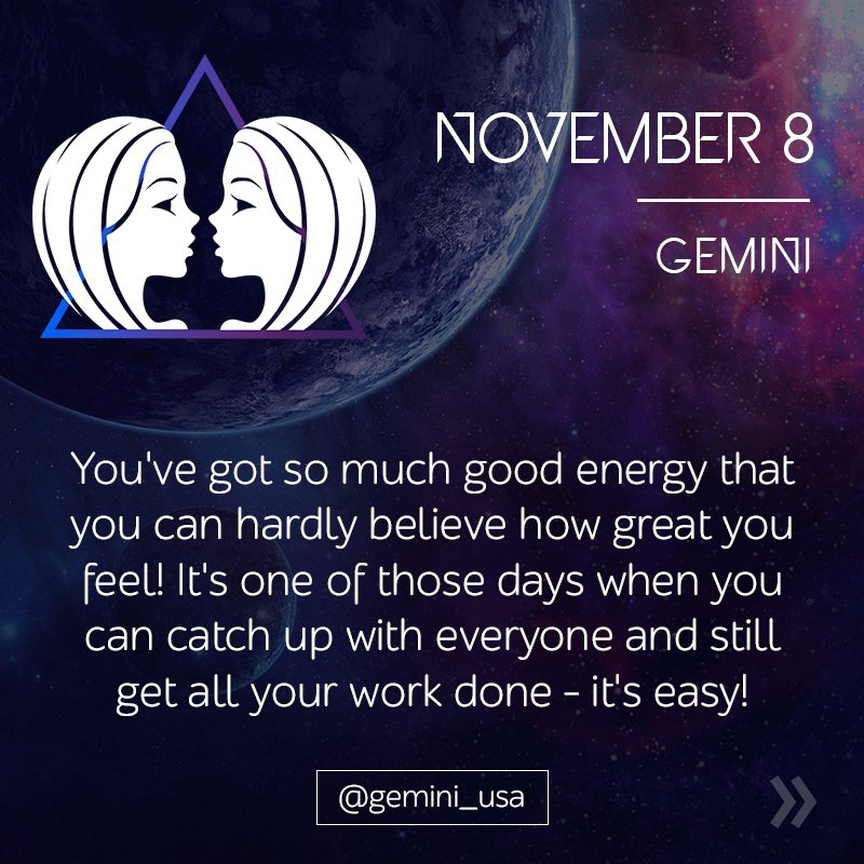 NOVEMBER 8
GEMINI
You've got so much good energy that
you can hardly believe how great you
feel! It's one of those days when you
can catch up with everyone and still
get all your work done - it's easy!
@gemini_usa